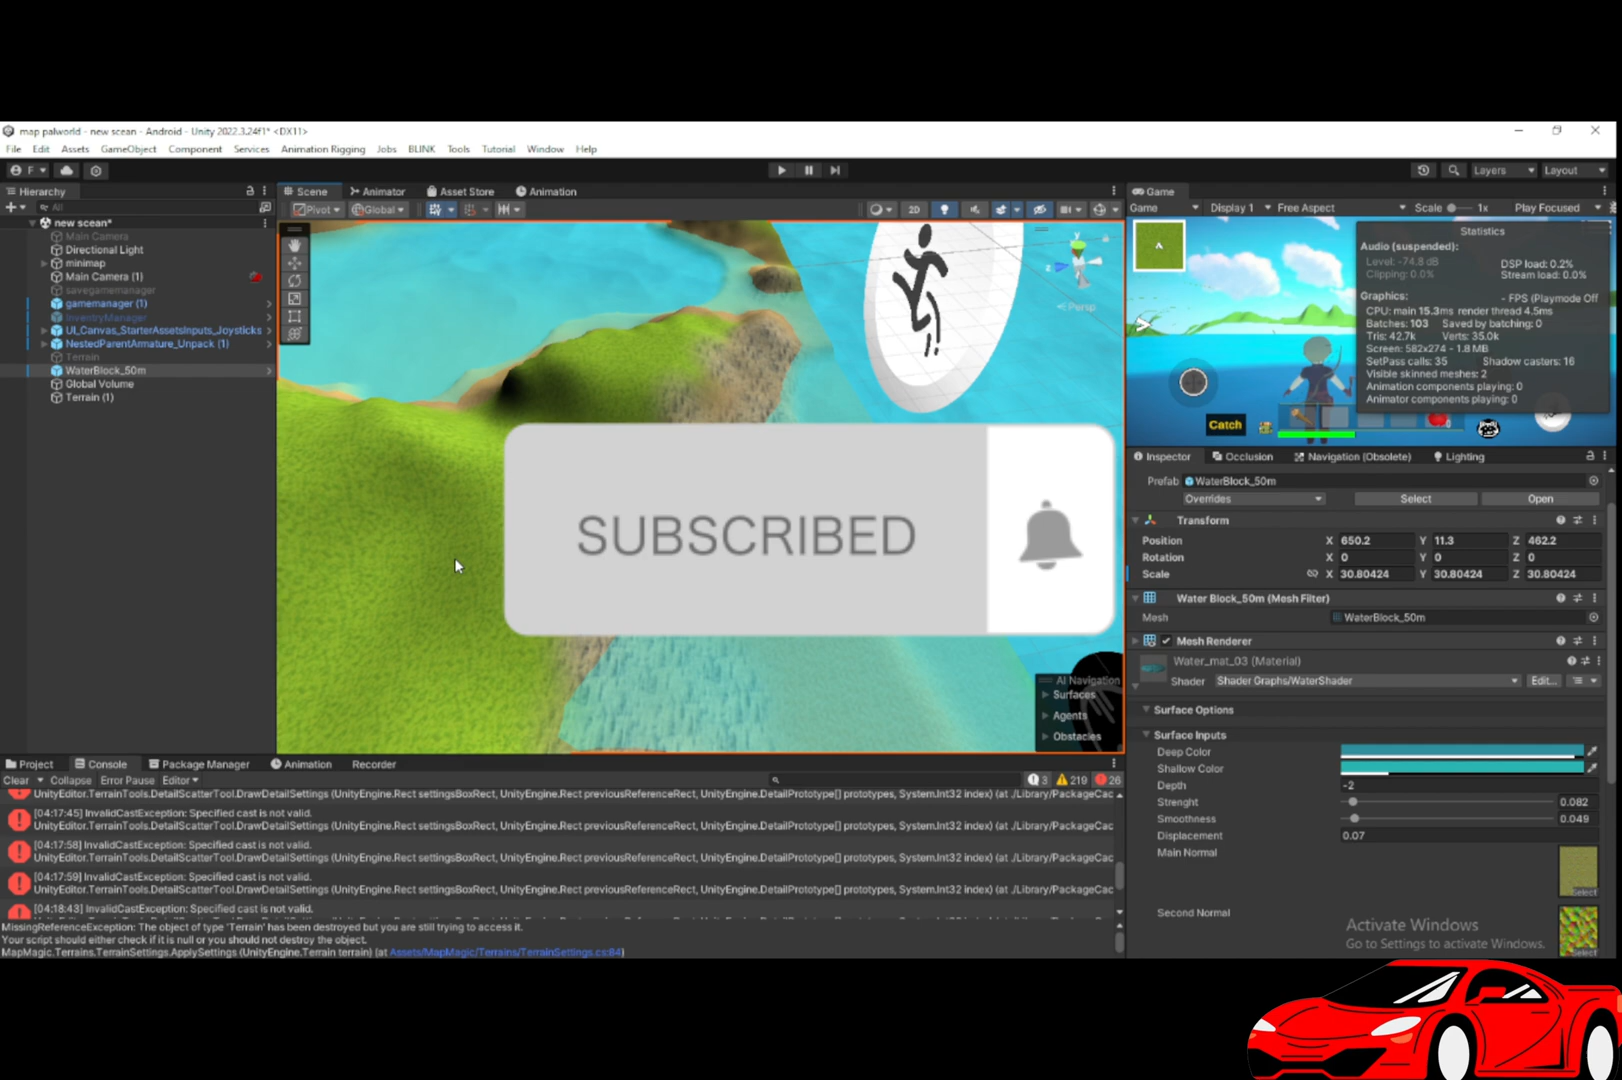 map palworld - new scean - Android - Unity 2022.3.24f1* <DX11>
File Edit Assets GameObject Component Services Animation Rigging Jobs BLINK Tools Tutorial Window Help
F
Layers Layout
Hierarchy
All
new scean*
Main Camera
Directional Light
minimap
Main Camera (1)
savegamemanager
gamemanager (1)
InventryManager
UI_Canvas_StarterAssetsInputs_Joysticks
NestedParentArmature_Unpack (1)
Terrain
WaterBlock_50m
Global Volume
Terrain (1)
Scene Animator Asset Store Animation
Pivot Global 2D
y
z
Persp
SUBSCRIBED
AI Navigation
Surfaces
Agents
Obstacles
Game
Game Display 1 Free Aspect Scale 1x Play Focused
A
Statistics
Audio (suspended):
Level: -74.8 dB DSP load: 0.2%
Clipping: 0.0% Stream load: 0.0%
Graphics: - FPS (Playmode Off
CPU: main 15.3ms render thread 4.5ms
Batches: 103 Saved by batching: 0
Tris: 42.7k Verts: 35.0k
Screen: 582x274 - 1.8 MB
SetPass calls: 35 Shadow casters: 16
Visible skinned meshes: 2
Animation components playing: 0
Animator components playing: 0
Catch
Inspector Occlusion Navigation (Obsolete) Lighting
Prefab WaterBlock_50m
Overrides Select Open
Transform
Position X 650.2 Y 11.3 Z 462.2
Rotation X 0 Y 0 Z 0
Scale X 30.80424 Y 30.80424 Z 30.80424
Water Block_50m (Mesh Filter)
Mesh WaterBlock_50m
Mesh Renderer
Water_mat_03 (Material)
Shader Shader Graphs/WaterShader Edit...
Surface Options
Surface Inputs
Deep Color
Shallow Color
Depth -2
Strenght 0.082
Smoothness 0.049
Displacement 0.07
Main Normal
Select
Second Normal
Select
Activate Windows
Go to Settings to activate Windows.
Project Console Package Manager Animation Recorder
Clear Collapse Error Pause Editor 3 219 26
UnityEditor.TerrainTools.DetailScatterTool.DrawDetailSettings (UnityEngine.Rect settingsBoxRect, UnityEngine.Rect previousReferenceRect, UnityEngine.DetailPrototype[] prototypes, System.Int32 index) (at ./Library/PackageCac
[04:17:45] InvalidCastException: Specified cast is not valid.
UnityEditor.TerrainTools.DetailScatterTool.DrawDetailSettings (UnityEngine.Rect settingsBoxRect, UnityEngine.Rect previousReferenceRect, UnityEngine.DetailPrototype[] prototypes, System.Int32 index) (at ./Library/PackageCac
[04:17:58] InvalidCastException: Specified cast is not valid.
UnityEditor.TerrainTools.DetailScatterTool.DrawDetailSettings (UnityEngine.Rect settingsBoxRect, UnityEngine.Rect previousReferenceRect, UnityEngine.DetailPrototype[] prototypes, System.Int32 index) (at ./Library/PackageCac
[04:17:59] InvalidCastException: Specified cast is not valid.
UnityEditor.TerrainTools.DetailScatterTool.DrawDetailSettings (UnityEngine.Rect settingsBoxRect, UnityEngine.Rect previousReferenceRect, UnityEngine.DetailPrototype[] prototypes, System.Int32 index) (at ./Library/PackageCac
[04:18:43] InvalidCastException: Specified cast is not valid.
MissingReferenceException: The object of type 'Terrain' has been destroyed but you are still trying to access it.
Your script should either check if it is null or you should not destroy the object.
MapMagic.Terrains.TerrainSettings.ApplySettings (UnityEngine.Terrain terrain) (at Assets/MapMagic/Terrains/TerrainSettings.cs:84)